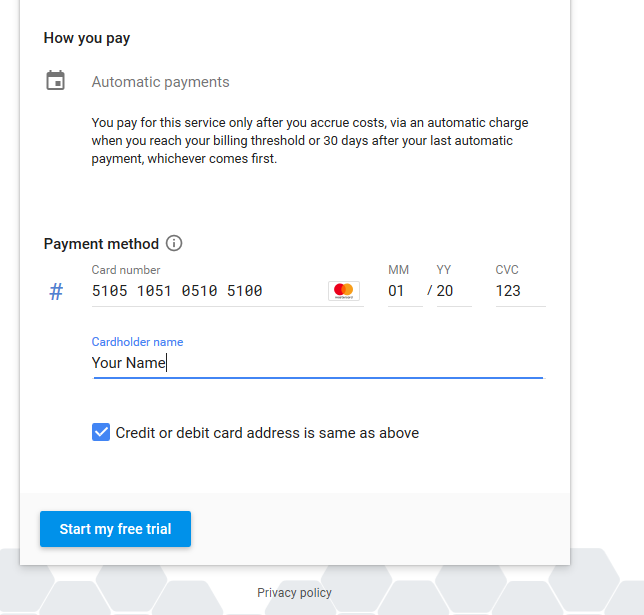 How you pay
Automatic payments
You pay for this service only after you accrue costs, via an automatic charge
when you reach your billing threshold or 30 days after your last automatic
payment, whichever comes first.
Payment method
Card number MM YY CVC
# 5105 1051 0510 5100 01 / 20 123
Cardholder name
Your Name
Credit or debit card address is same as above
Start my free trial
Privacy policy